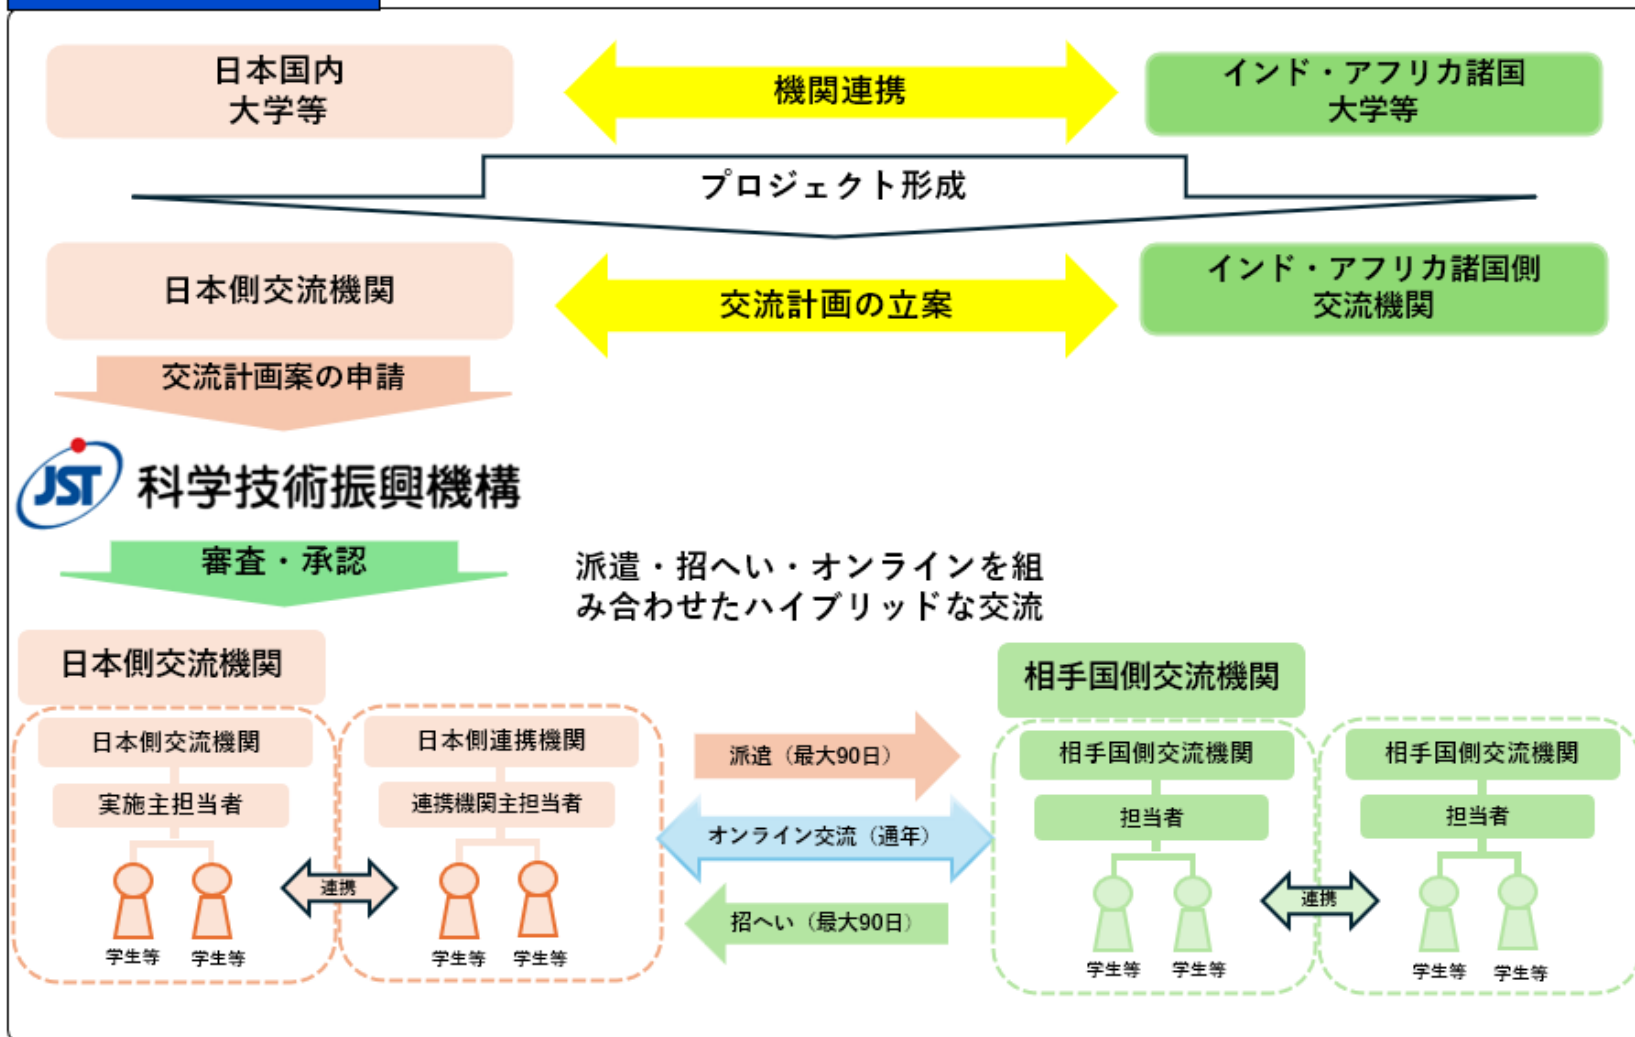 日本国内
大学等
機関連携
インド・アフリカ諸国
大学等
プロジェクト形成
日本側交流機関
交流計画の立案
インド・アフリカ諸国側
交流機関
交流計画案の申請
JST 科学技術振興機構
審査・承認
派遣・招へい・オンラインを組
み合わせたハイブリッドな交流
日本側交流機関
相手国側交流機関
日本側交流機関
日本側連携機関
実施主担当者
連携機関主担当者
連携
学生等
学生等
学生等
学生等
派遣（最大90日）
オンライン交流（通年）
招へい（最大90日）
相手国側交流機関
相手国側交流機関
担当者
担当者
連携
学生等
学生等
学生等
学生等